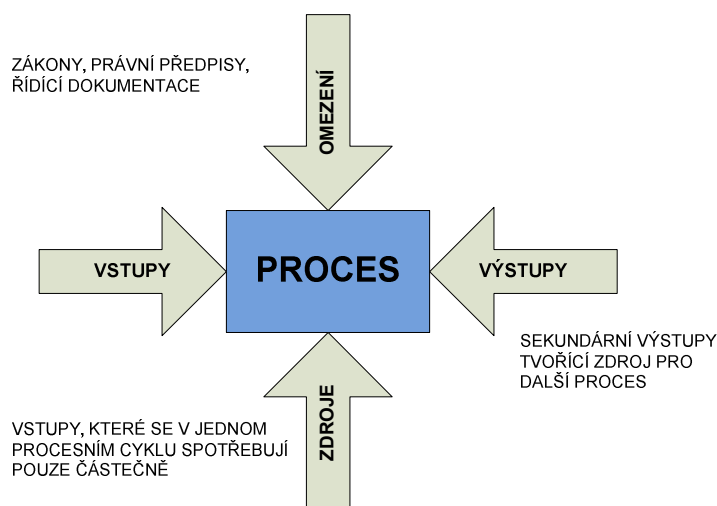 ZÁKONY, PRÁVNÍ PŘEDPISY,
ŘÍDÍCÍ DOKUMENTACE
OMEZENÍ
VSTUPY
PROCES
VÝSTUPY
SEKUNDÁRNÍ VÝSTUPY
TVOŘÍCÍ ZDROJ PRO
DALŠÍ PROCES
VSTUPY, KTERÉ SE V JEDNOM
PROCESNÍM CYKLU SPOTŘEBUJÍ
POUZE ČÁSTEČNĚ
ZDROJE